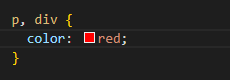 p, div {
  color: red;
}